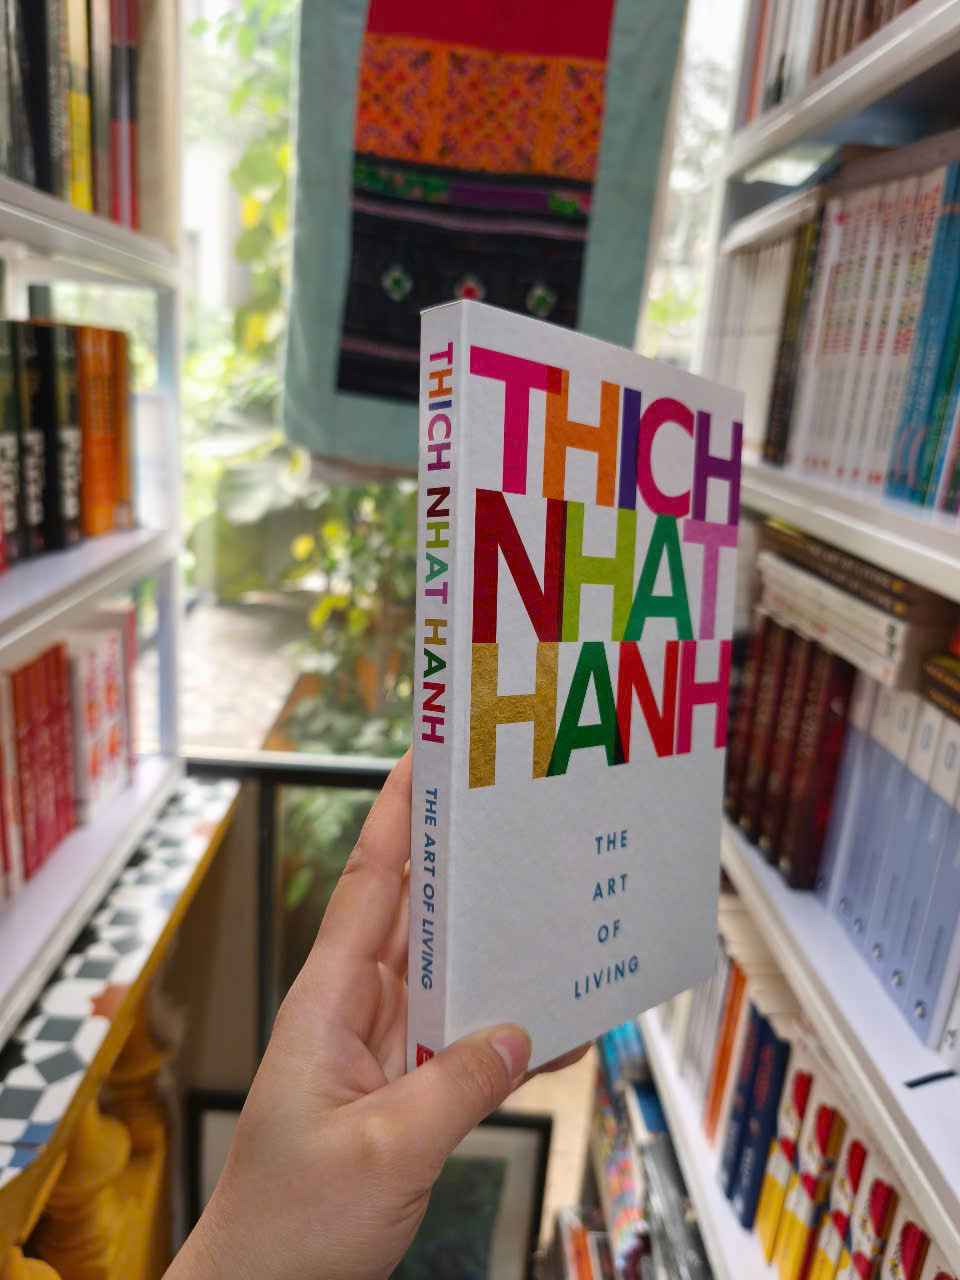 THICH NHAT HANH THE ART OF LIVING
THICH
NHAT
HANH
THE
ART
OF
LIVING